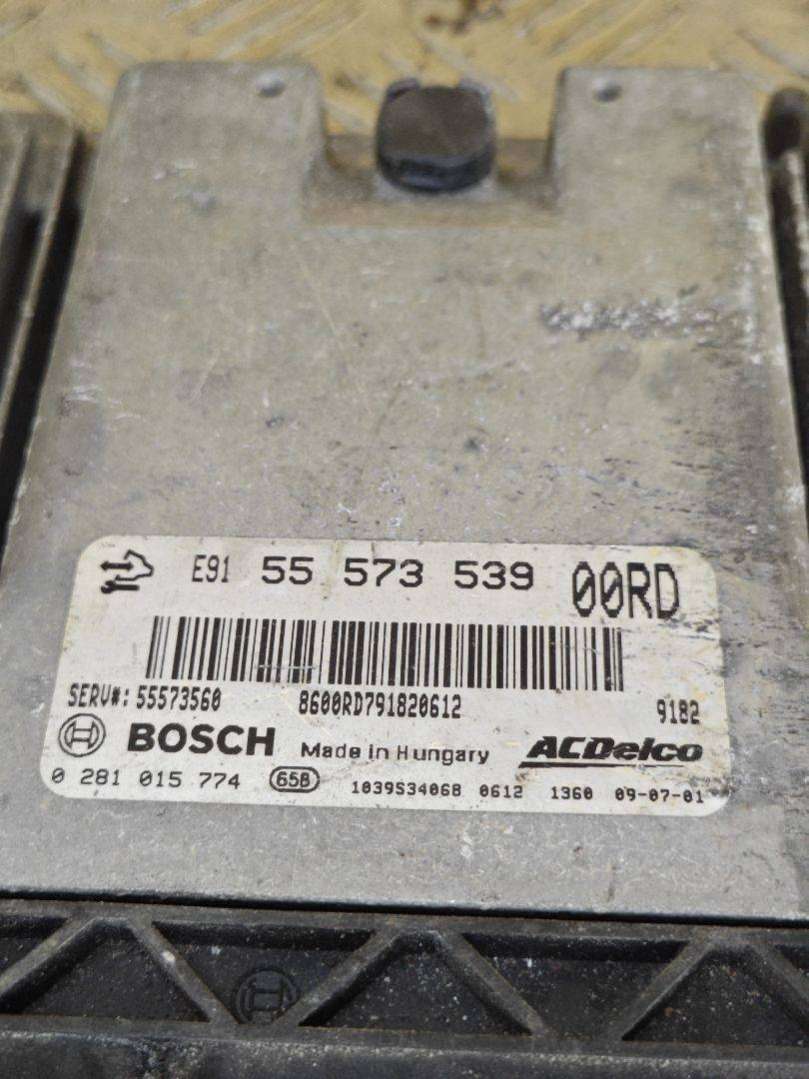 E91 55 573 539 00RD
SERV#: 55573560 8600RD791820612 9182
BOSCH Made in Hungary ACDelco
0 281 015 774 65B 1039S34068 0612 1360 09-07-01